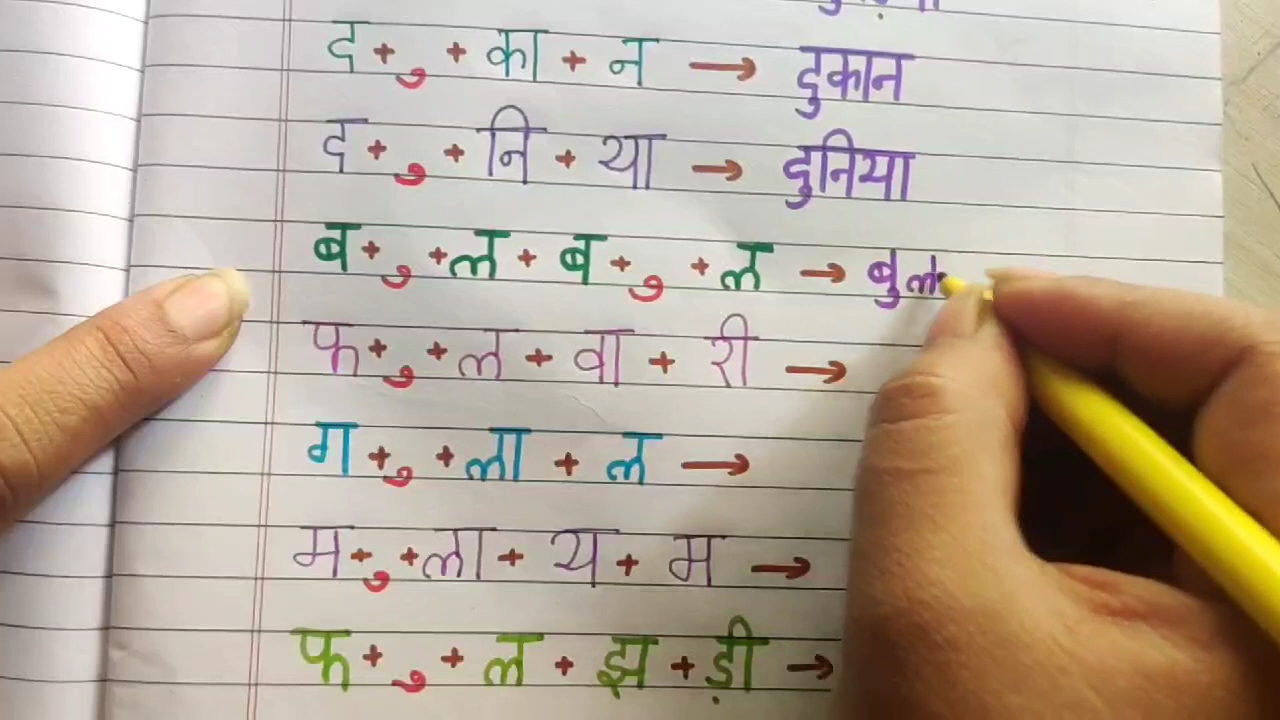 द + ु + का + न → दुकान
द + ु + नि + या → दुनिया
ब + ु + ल + ब + ु + ल → बुल
फ + ु + ल + वा + री →
ग + ु + ला + ल →
म + ु + ला + य + म →
फ + ु + ल + झ + ड़ी →